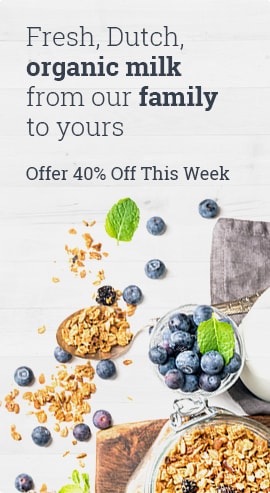 Fresh, Dutch,
organic milk
from our family
to yours
Offer 40% Off This Week